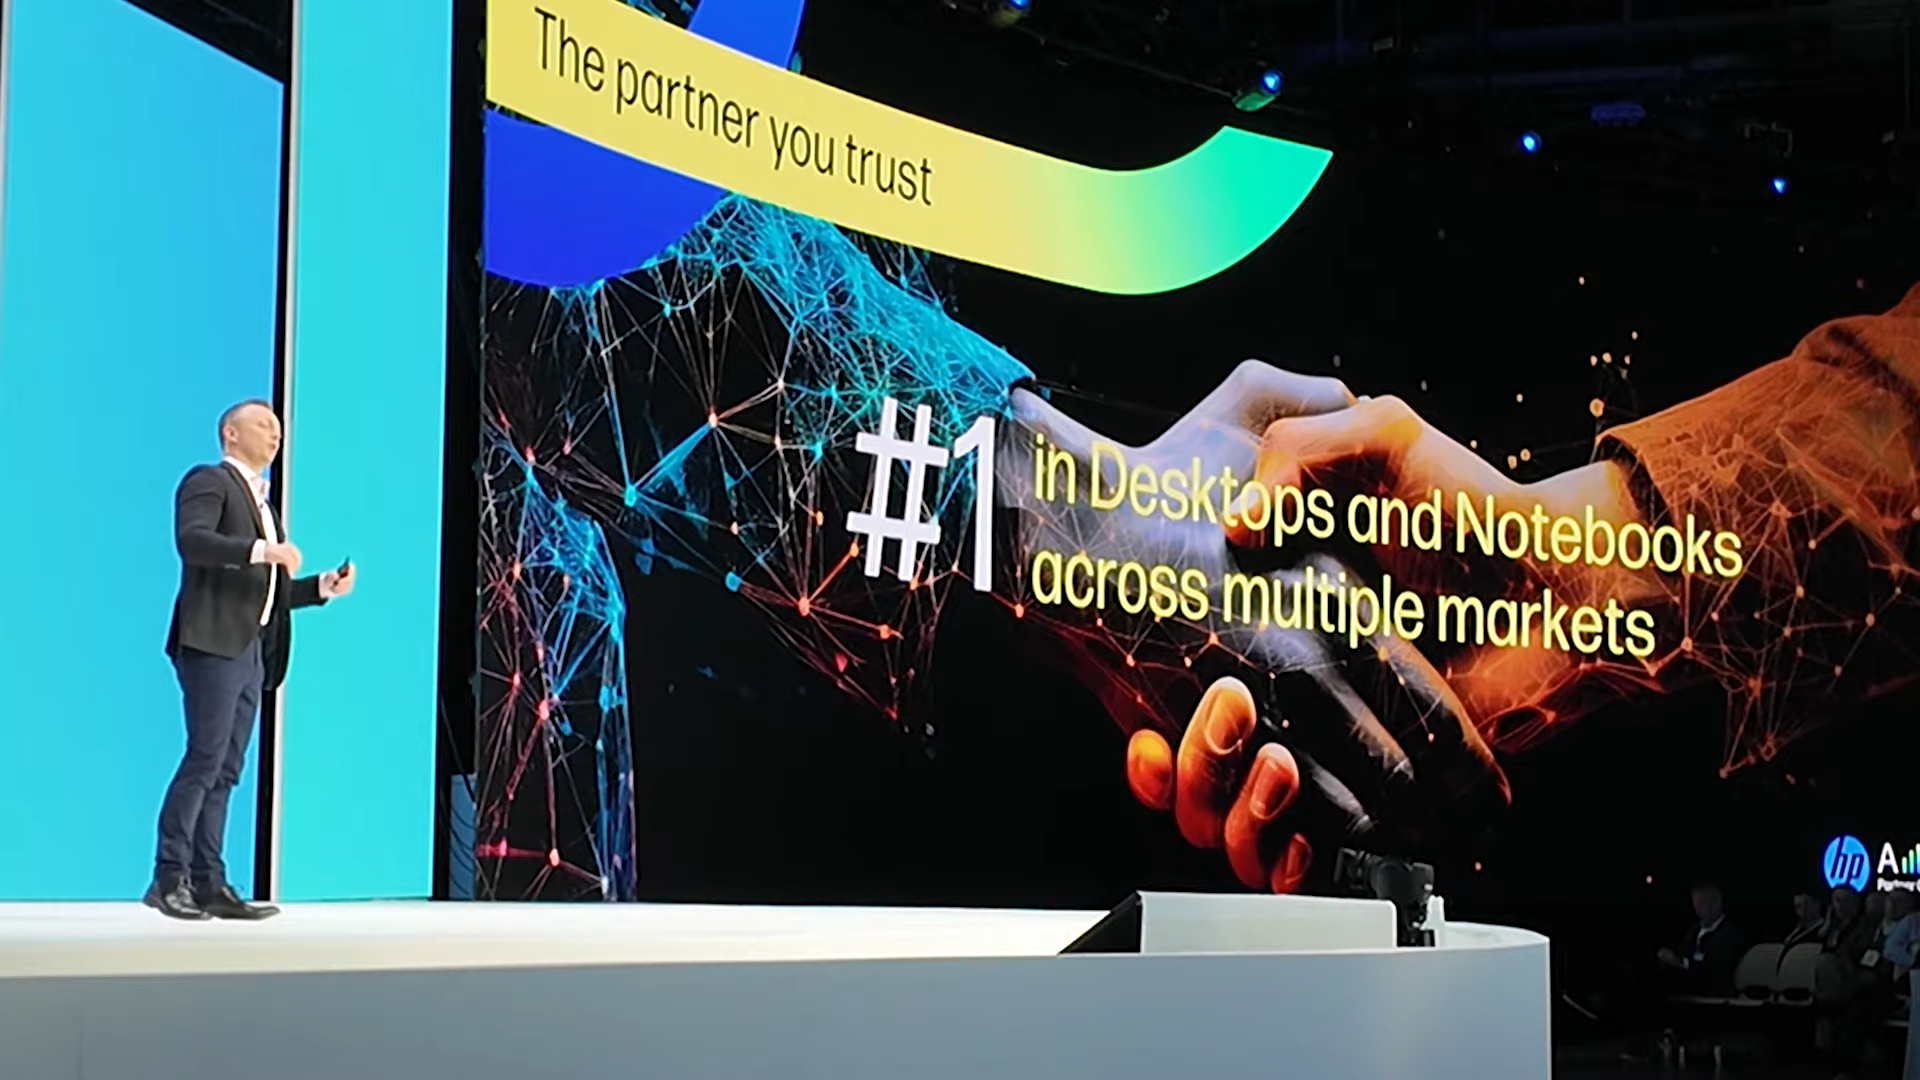 The partner you trust
#1
in Desktops and Notebooks
across multiple markets
hp